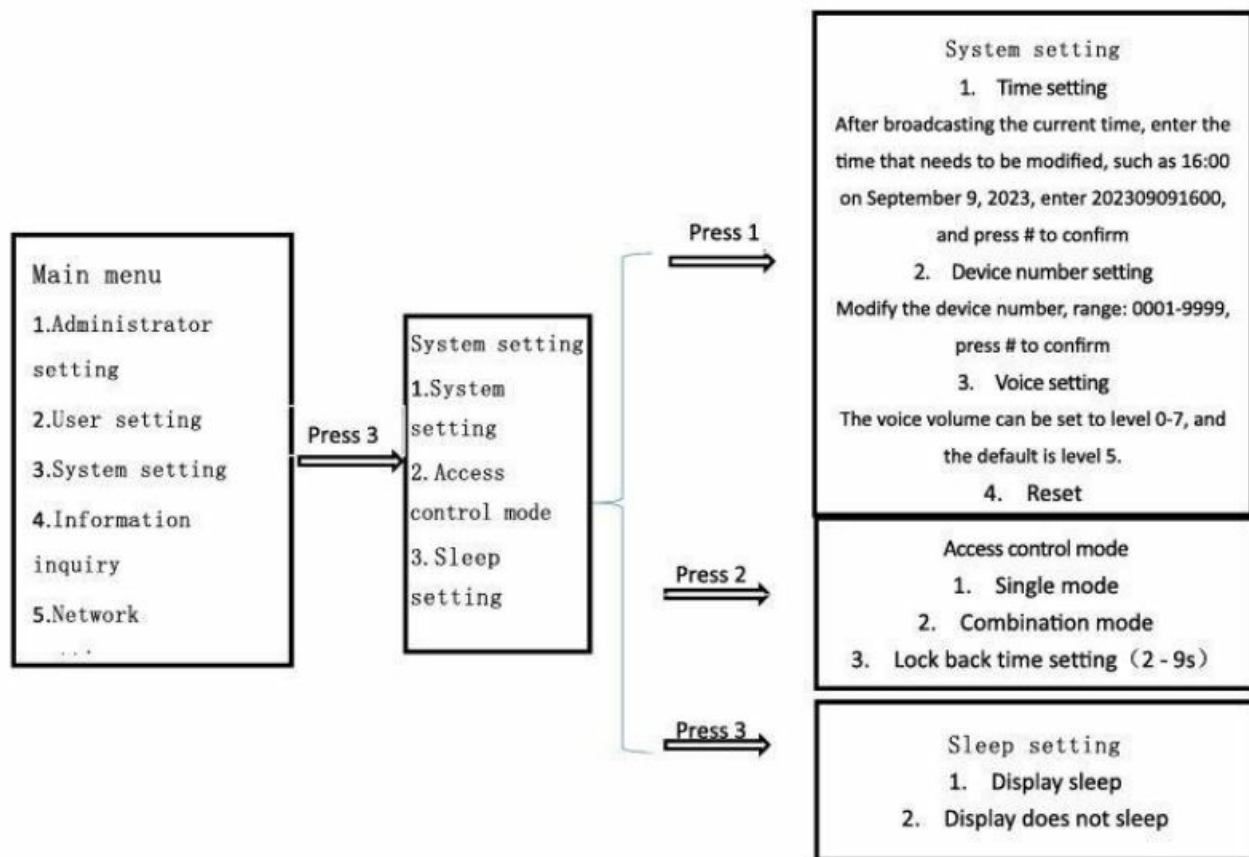 Main menu
1.Administrator
setting
2.User setting
3.System setting
4.Information
inquiry
5.Network
Press 3
System setting
1.System
setting
2. Access
control mode
3. Sleep
setting
Press 1
System setting
1. Time setting
After broadcasting the current time, enter the
time that needs to be modified, such as 16:00
on September 9, 2023, enter 202309091600,
and press # to confirm
2. Device number setting
Modify the device number, range: 0001-9999,
press # to confirm
3. Voice setting
The voice volume can be set to level 0-7, and
the default is level 5.
4. Reset
Press 2
Access control mode
1. Single mode
2. Combination mode
3. Lock back time setting（2 - 9s）
Press 3
Sleep setting
1. Display sleep
2. Display does not sleep